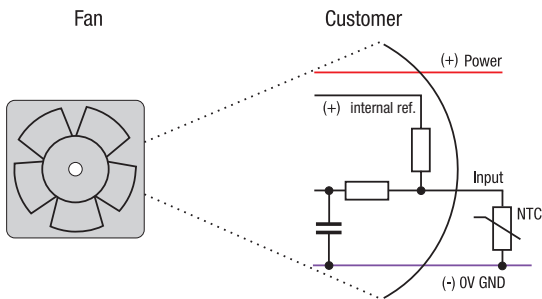 Fan
Customer
(+) Power
(+) internal ref.
Input
NTC
(-) 0V GND